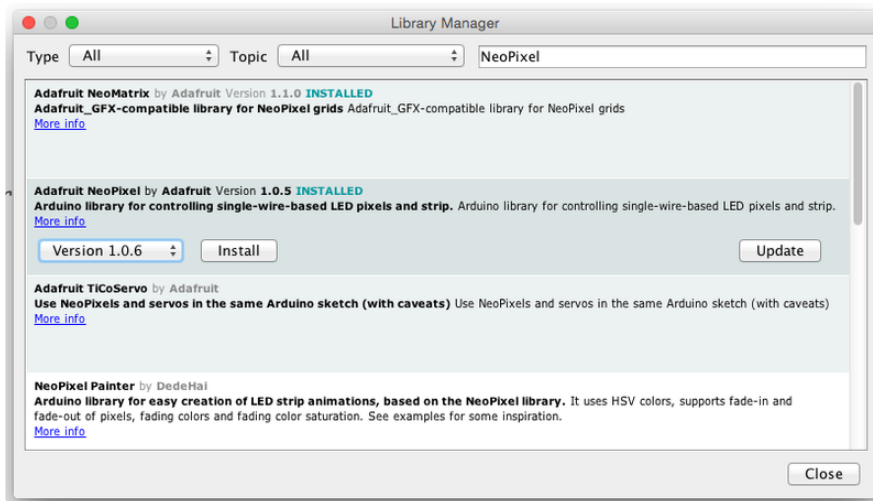 Library Manager
Type All Topic All NeoPixel
Adafruit NeoMatrix by Adafruit Version 1.1.0 INSTALLED
Adafruit_GFX-compatible library for NeoPixel grids Adafruit_GFX-compatible library for NeoPixel grids
More info
Adafruit NeoPixel by Adafruit Version 1.0.5 INSTALLED
Arduino library for controlling single-wire-based LED pixels and strip. Arduino library for controlling single-wire-based LED pixels and strip.
More info
Version 1.0.6 Install Update
Adafruit TiCoServo by Adafruit
Use NeoPixels and servos in the same Arduino sketch (with caveats) Use NeoPixels and servos in the same Arduino sketch (with caveats)
More info
NeoPixel Painter by DedeHai
Arduino library for easy creation of LED strip animations, based on the NeoPixel library. It uses HSV colors, supports fade-in and
fade-out of pixels, fading colors and fading color saturation. See examples for some inspiration.
More info
Close